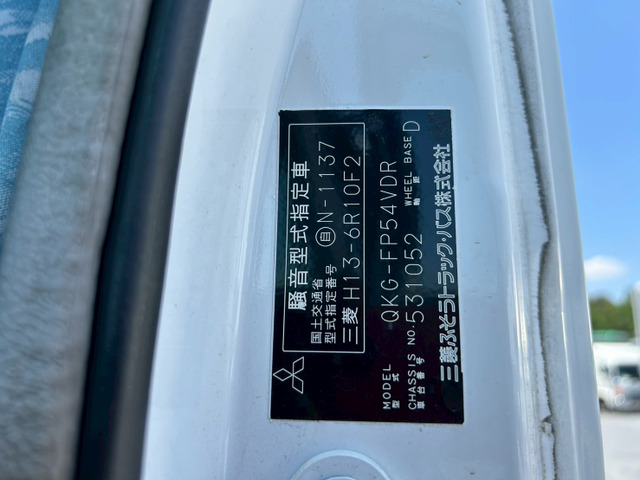 騒音型式指定車
国土交通省
型式指定番号 自N-1137
三菱 H13-6R10F2
MODEL
型式 QKG-FP54VDR
CHASSIS NO.
車台番号 531052 WHEEL BASE
軸距 D
三菱ふそうトラック・バス株式会社